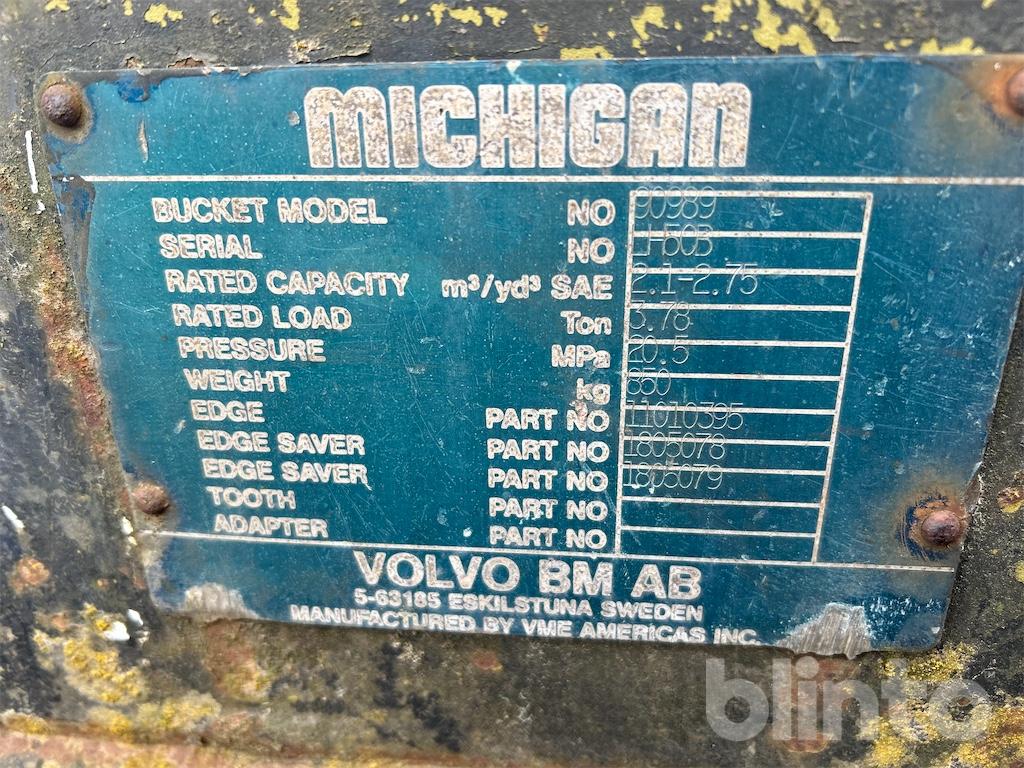 MICHIGAN
BUCKET MODEL NO 90989
SERIAL NO
RATED CAPACITY m³/yd³ SAE 2.1-2.75
RATED LOAD Ton 3.78
PRESSURE MPa 20.5
WEIGHT kg 850
EDGE PART NO 11010395
EDGE SAVER PART NO 1805078
EDGE SAVER PART NO 1805079
TOOTH PART NO
ADAPTER PART NO
VOLVO BM AB
5-63185 ESKILSTUNA SWEDEN
MANUFACTURED BY VME AMERICAS INC.
blinto